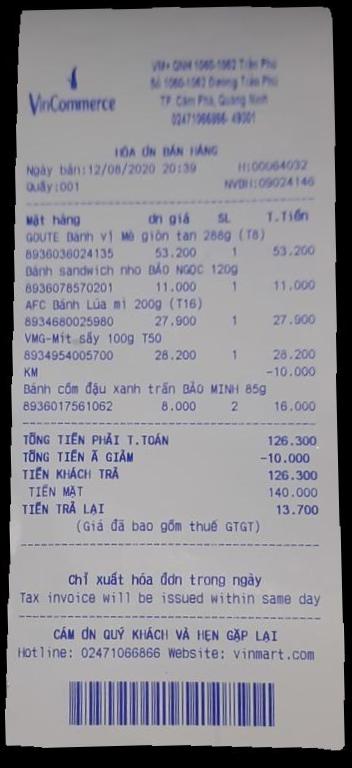 VinCommerce
VM+ QNH 1060-1062 Trần Phú
Số 1060-1062 Đường Trần Phú
TP. Cẩm Phả, Quảng Ninh
02471066866- 49001
HÓA ƠN BÁN HÀNG
Ngày bán:12/08/2020 20:39 H:00064032
Quầy:001 NVBH:09024146
Mặt hàng ơn giá SL T.Tiền
GOUTE Bánh vị Mè giòn tan 288g (T8)
8936036024135 53.200 1 53.200
Bánh sandwich nho BẢO NGỌC 120g
8936078570201 11.000 1 11.000
AFC Bánh Lúa mì 200g (T16)
8934680025980 27.900 1 27.900
VMG-Mít sấy 100g T50
8934954005700 28.200 1 28.200
KM -10.000
Bánh cốm đậu xanh trần BẢO MINH 85g
8936017561062 8.000 2 16.000
TỔNG TIỀN PHẢI T.TOÁN 126.300
TỔNG TIỀN Ã GIẢM -10.000
TIỀN KHÁCH TRẢ 126.300
TIỀN MẶT 140.000
TIỀN TRẢ LẠI 13.700
(Giá đã bao gồm thuế GTGT)
Chỉ xuất hóa đơn trong ngày
Tax invoice will be issued within same day
CẢM ƠN QUÝ KHÁCH VÀ HẸN GẶP LẠI
Hotline: 02471066866 Website: vinmart.com